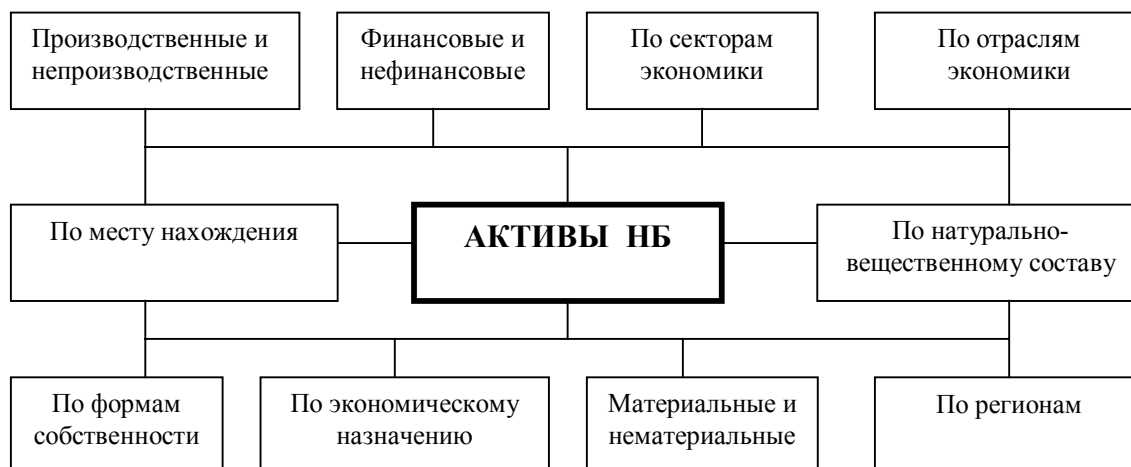 Производственные и
непроизводственные
Финансовые и
нефинансовые
По секторам
экономики
По отраслям
экономики
По месту нахождения
АКТИВЫ НБ
По натурально-
вещественному составу
По формам
собственности
По экономическому
назначению
Материальные и
нематериальные
По регионам